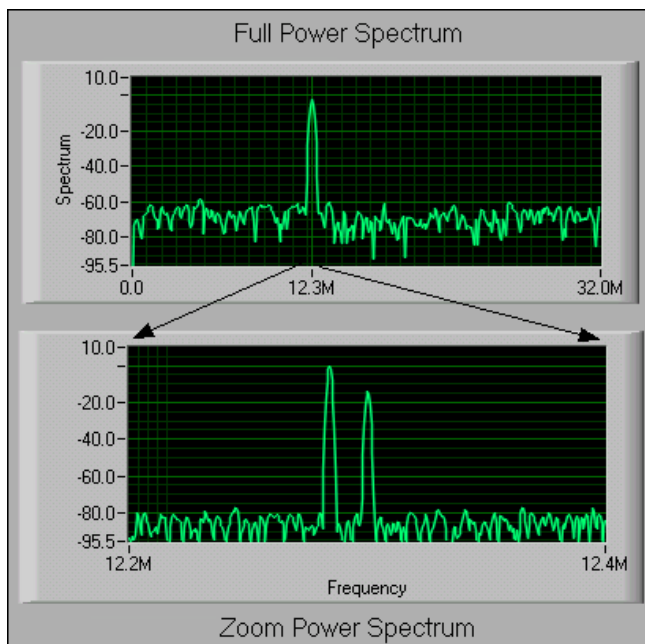 Full Power Spectrum
10.0
-20.0
-40.0
-60.0
-80.0
-95.5
Spectrum
0.0 12.3M 32.0M
10.0
-20.0
-40.0
-60.0
-80.0
-95.5
12.2M 12.4M
Frequency
Zoom Power Spectrum